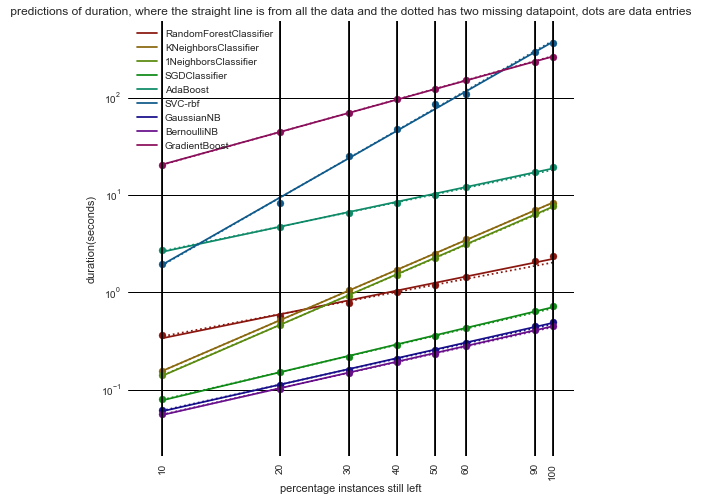 predictions of duration, where the straight line is from all the data and the dotted has two missing datapoint, dots are data entries
RandomForestClassifier
KNeighborsClassifier
1NeighborsClassifier
SGDClassifier
AdaBoost
SVC-rbf
GaussianNB
BernoulliNB
GradientBoost
duration(seconds)
10²
10¹
10⁰
10⁻¹
10 20 30 40 50 60 90 100
percentage instances still left